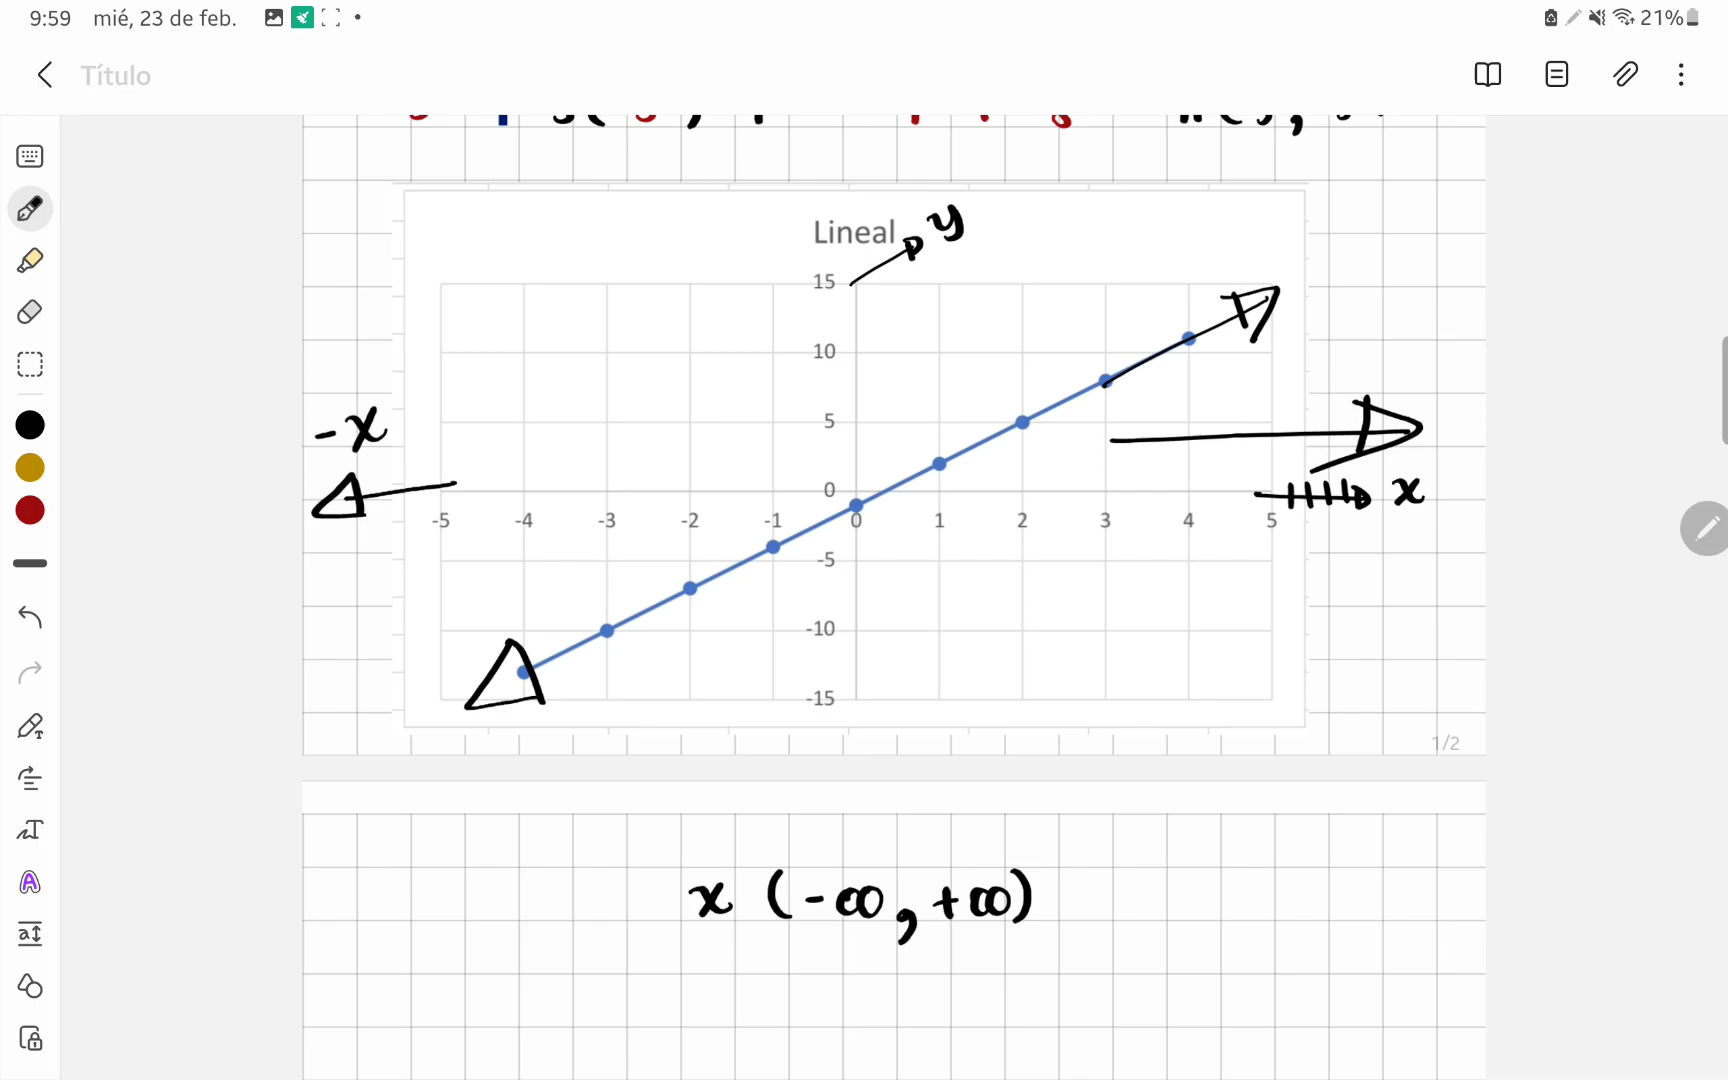 9:59 mié, 23 de feb. 21%
Título
Lineal y
15
10
5
0
-5 -4 -3 -2 -1 0 1 2 3 4 5
-5
-10
-15
-x
x
1/2
x (-∞, +∞)